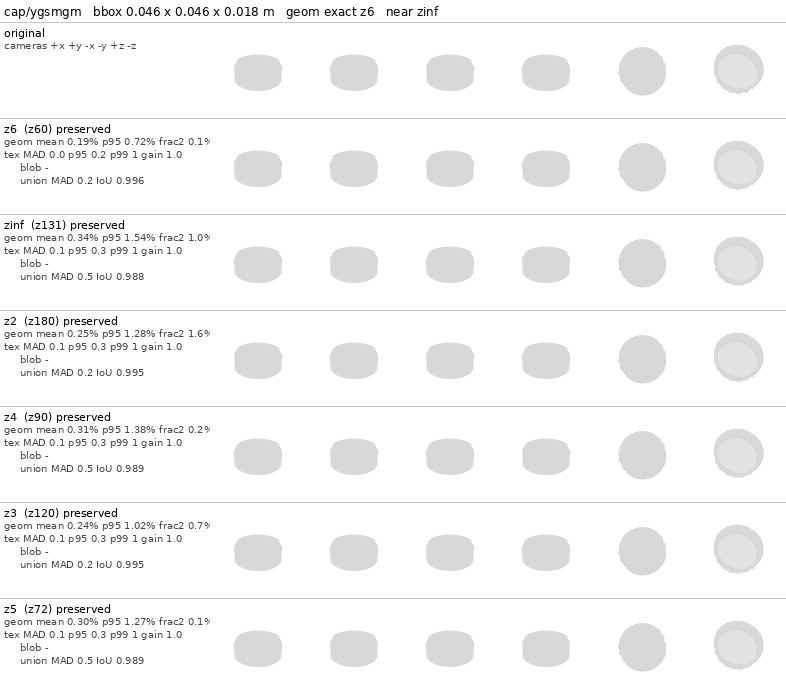 cap/ygsmgm   bbox 0.046 x 0.046 x 0.018 m   geom exact z6   near zinf
original
cameras +x +y -x -y +z -z
z6  (z60) preserved
geom mean 0.19% p95 0.72% frac2 0.1%
tex MAD 0.0 p95 0.2 p99 1 gain 1.0
blob -
union MAD 0.2 IoU 0.996
zinf  (z131) preserved
geom mean 0.34% p95 1.54% frac2 1.0%
tex MAD 0.1 p95 0.3 p99 1 gain 1.0
blob -
union MAD 0.5 IoU 0.988
z2  (z180) preserved
geom mean 0.25% p95 1.28% frac2 1.6%
tex MAD 0.1 p95 0.3 p99 1 gain 1.0
blob -
union MAD 0.2 IoU 0.995
z4  (z90) preserved
geom mean 0.31% p95 1.38% frac2 0.2%
tex MAD 0.1 p95 0.3 p99 1 gain 1.0
blob -
union MAD 0.5 IoU 0.989
z3  (z120) preserved
geom mean 0.24% p95 1.02% frac2 0.7%
tex MAD 0.1 p95 0.3 p99 1 gain 1.0
blob -
union MAD 0.2 IoU 0.995
z5  (z72) preserved
geom mean 0.30% p95 1.27% frac2 0.1%
tex MAD 0.1 p95 0.3 p99 1 gain 1.0
blob -
union MAD 0.5 IoU 0.989